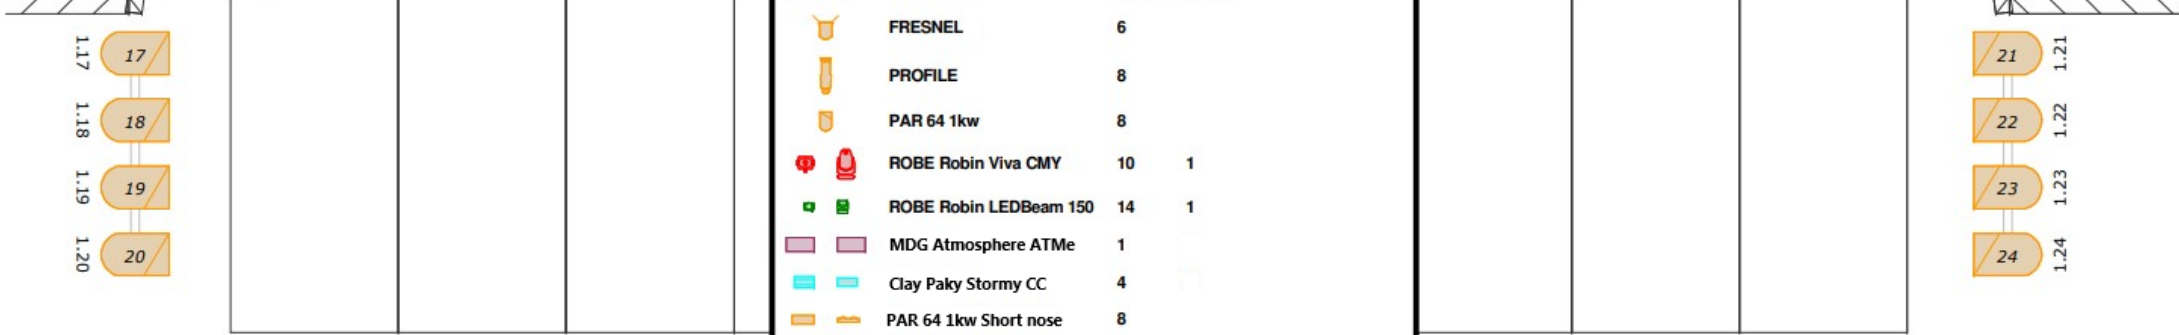 1.17
17
1.18
18
1.19
19
1.20
20
FRESNEL 6
PROFILE 8
PAR 64 1kw 8
ROBE Robin Viva CMY 10 1
ROBE Robin LEDBeam 150 14 1
MDG Atmosphere ATMe 1
Clay Paky Stormy CC 4
PAR 64 1kw Short nose 8
21
1.21
22
1.22
23
1.23
24
1.24